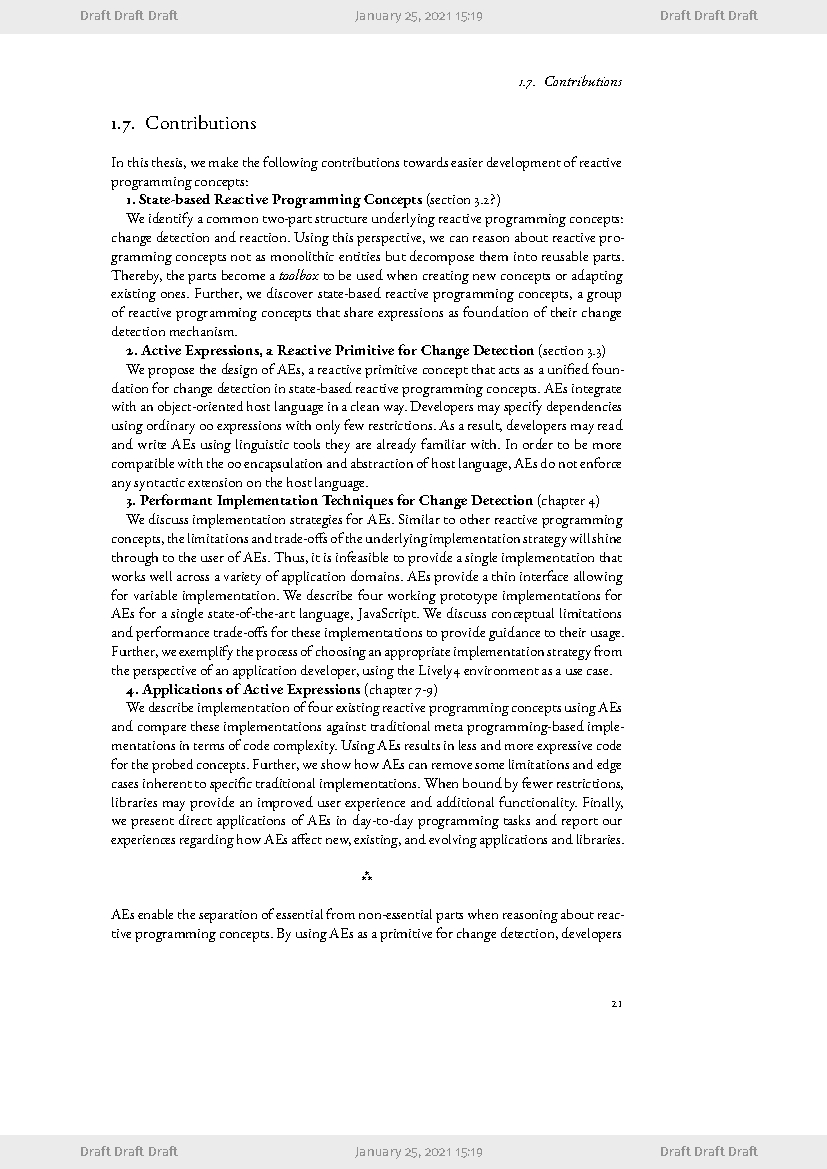 Draft Draft Draft January 25, 2021 15:19 Draft Draft Draft
1.7. Contributions
1.7. Contributions
In this thesis, we make the following contributions towards easier development of reactive
programming concepts:
1. State-based Reactive Programming Concepts (section 3.2?)
We identify a common two-part structure underlying reactive programming concepts:
change detection and reaction. Using this perspective, we can reason about reactive pro-
gramming concepts not as monolithic entities but decompose them into reusable parts.
Thereby, the parts become a toolbox to be used when creating new concepts or adapting
existing ones. Further, we discover state-based reactive programming concepts, a group
of reactive programming concepts that share expressions as foundation of their change
detection mechanism.
2. Active Expressions, a Reactive Primitive for Change Detection (section 3.3)
We propose the design of AEs, a reactive primitive concept that acts as a unified foun-
dation for change detection in state-based reactive programming concepts. AEs integrate
with an object-oriented host language in a clean way. Developers may specify dependencies
using ordinary oo expressions with only few restrictions. As a result, developers may read
and write AEs using linguistic tools they are already familiar with. In order to be more
compatible with the oo encapsulation and abstraction of host language, AEs do not enforce
any syntactic extension on the host language.
3. Performant Implementation Techniques for Change Detection (chapter 4)
We discuss implementation strategies for AEs. Similar to other reactive programming
concepts, the limitations and trade-offs of the underlying implementation strategy will shine
through to the user of AEs. Thus, it is infeasible to provide a single implementation that
works well across a variety of application domains. AEs provide a thin interface allowing
for variable implementation. We describe four working prototype implementations for
AEs for a single state-of-the-art language, JavaScript. We discuss conceptual limitations
and performance trade-offs for these implementations to provide guidance to their usage.
Further, we exemplify the process of choosing an appropriate implementation strategy from
the perspective of an application developer, using the Lively4 environment as a use case.
4. Applications of Active Expressions (chapter 7-9)
We describe implementation of four existing reactive programming concepts using AEs
and compare these implementations against traditional meta programming-based imple-
mentations in terms of code complexity. Using AEs results in less and more expressive code
for the probed concepts. Further, we show how AEs can remove some limitations and edge
cases inherent to specific traditional implementations. When bound by fewer restrictions,
libraries may provide an improved user experience and additional functionality. Finally,
we present direct applications of AEs in day-to-day programming tasks and report our
experiences regarding how AEs affect new, existing, and evolving applications and libraries.
⁂
AEs enable the separation of essential from non-essential parts when reasoning about reac-
tive programming concepts. By using AEs as a primitive for change detection, developers
21
Draft Draft Draft January 25, 2021 15:19 Draft Draft Draft